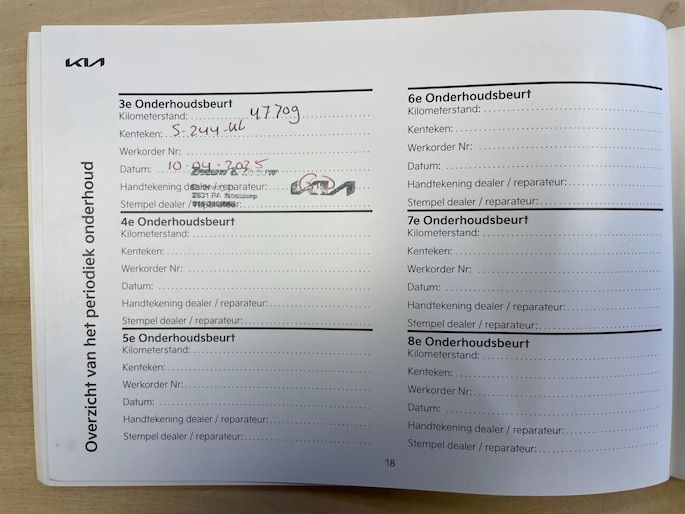 KIA
Overzicht van het periodiek onderhoud
3e Onderhoudsbeurt
Kilometerstand: 47709
Kenteken: S-244-UL
Werkorder Nr:
Datum: 10-04-2025
Handtekening dealer / reparateur:
KIA
Stempel dealer / reparateur:
4e Onderhoudsbeurt
Kilometerstand:
Kenteken:
Werkorder Nr:
Datum:
Handtekening dealer / reparateur:
Stempel dealer / reparateur:
5e Onderhoudsbeurt
Kilometerstand:
Kenteken:
Werkorder Nr:
Datum:
Handtekening dealer / reparateur:
Stempel dealer / reparateur:
6e Onderhoudsbeurt
Kilometerstand:
Kenteken:
Werkorder Nr:
Datum:
Handtekening dealer / reparateur:
Stempel dealer / reparateur:
7e Onderhoudsbeurt
Kilometerstand:
Kenteken:
Werkorder Nr:
Datum:
Handtekening dealer / reparateur:
Stempel dealer / reparateur:
8e Onderhoudsbeurt
Kilometerstand:
Kenteken:
Werkorder Nr:
Datum:
Handtekening dealer / reparateur:
Stempel dealer / reparateur:
18